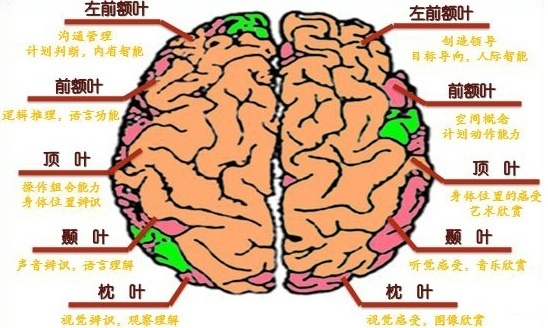 左前额叶
沟通管理
计划判断，内省智能
前额叶
逻辑推理，语言功能
顶 叶
操作组合能力
身体位置辨识
颞 叶
声音辨识，语言理解
枕 叶
视觉辨识，观察理解
左前额叶
创造领导
目标导向，人际智能
前额叶
空间概念
计划动作能力
顶 叶
身体位置的感受
艺术欣赏
颞 叶
听觉感受，音乐欣赏
枕 叶
视觉感受，图像欣赏